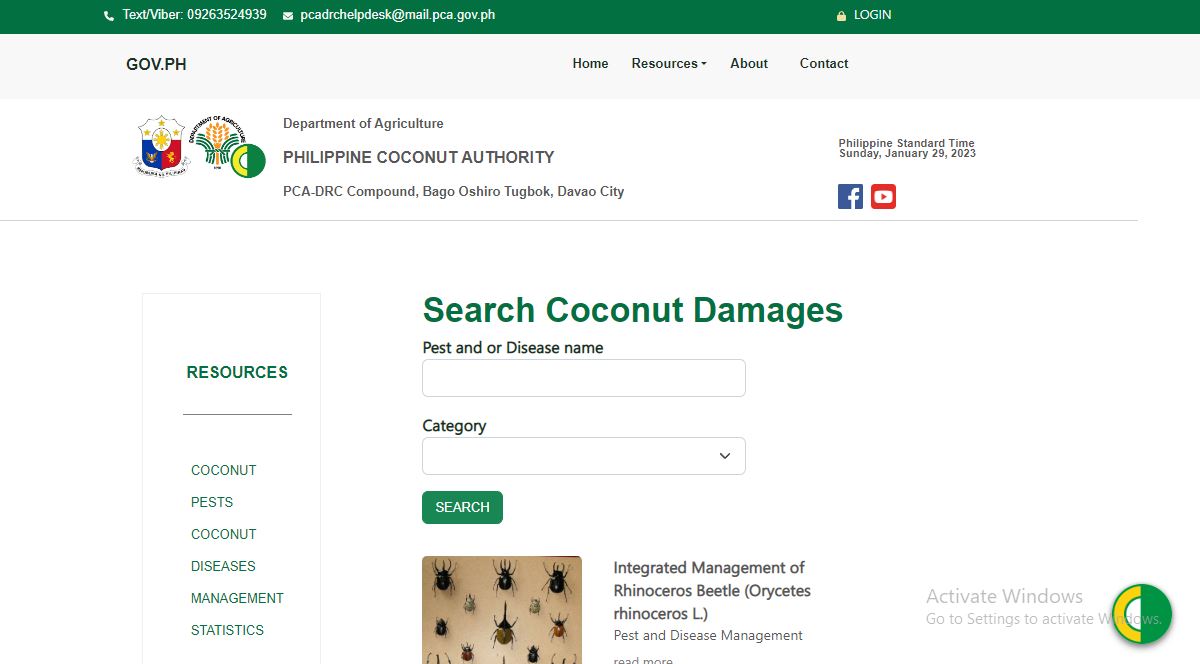 Text/Viber: 09263524939 pcadrchelpdesk@mail.pca.gov.ph LOGIN
GOV.PH Home Resources About Contact
Department of Agriculture
PHILIPPINE COCONUT AUTHORITY
PCA-DRC Compound, Bago Oshiro Tugbok, Davao City
Philippine Standard Time
Sunday, January 29, 2023
DEPARTMENT OF AGRICULTURE
RESOURCES
COCONUT
PESTS
COCONUT
DISEASES
MANAGEMENT
STATISTICS
Search Coconut Damages
Pest and or Disease name
Category
SEARCH
Integrated Management of
Rhinoceros Beetle (Orycetes
rhinoceros L.)
Pest and Disease Management
read more
Activate Windows
Go to Settings to activate Windows.